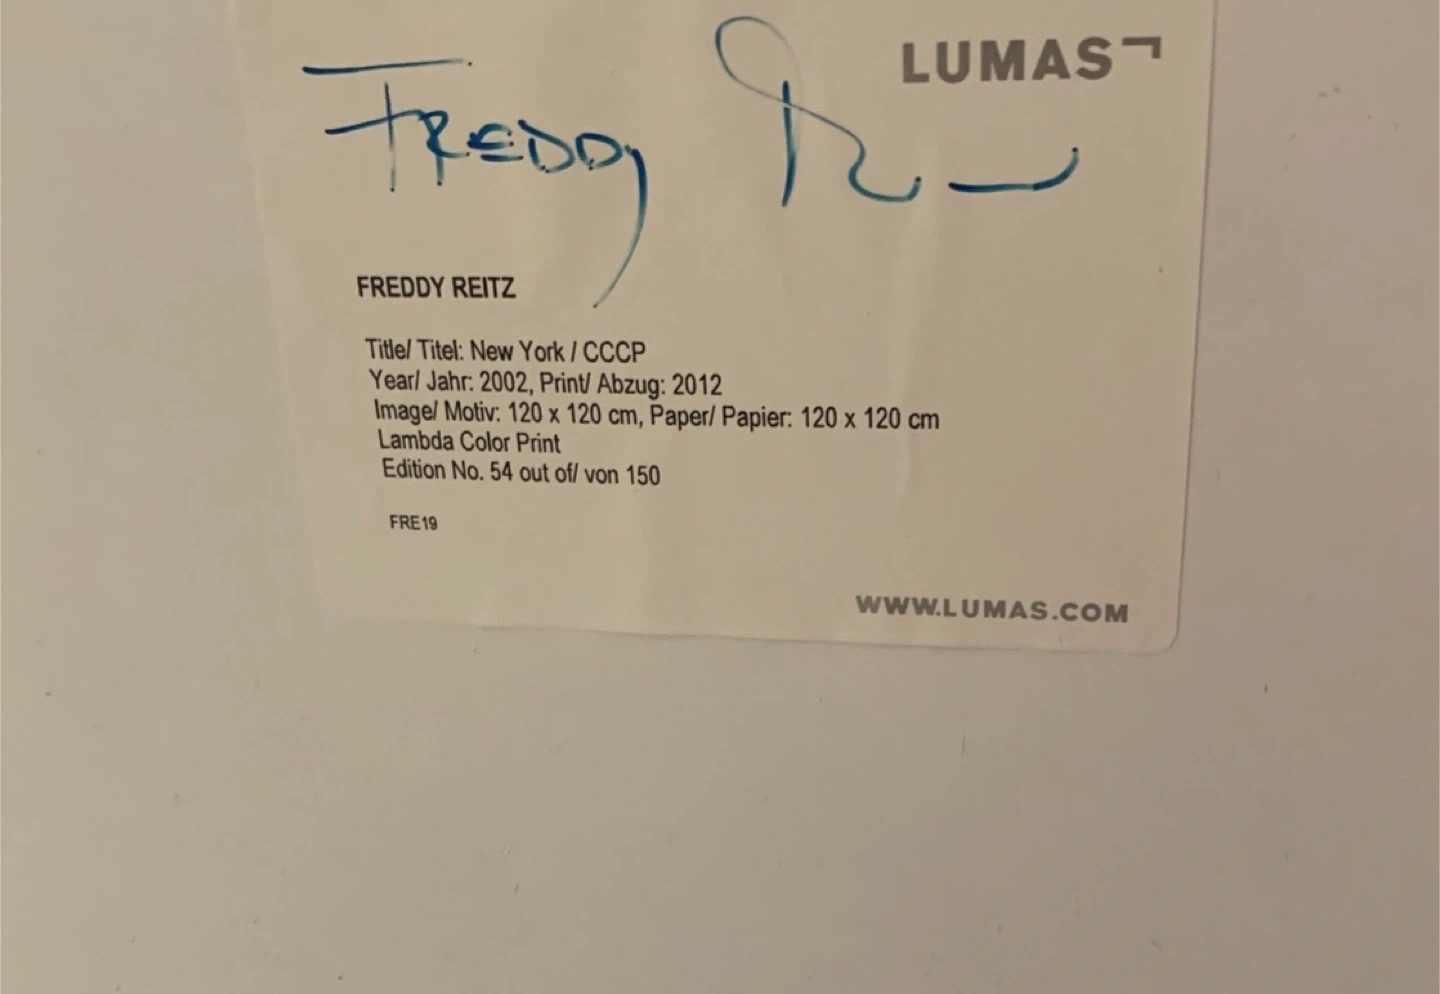 LUMAS
FREDDY
FREDDY REITZ
Title/ Titel: New York / CCCP
Year/ Jahr: 2002, Print/ Abzug: 2012
Image/ Motiv: 120 x 120 cm, Paper/ Papier: 120 x 120 cm
Lambda Color Print
Edition No. 54 out of/ von 150
FRE19
WWW.LUMAS.COM